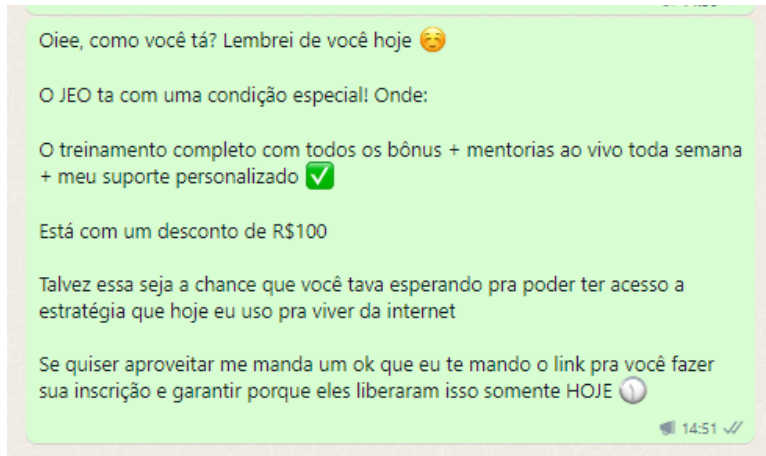 Oiee, como você tá? Lembrei de você hoje ☺️
O JEO ta com uma condição especial! Onde:
O treinamento completo com todos os bônus + mentorias ao vivo toda semana
+ meu suporte personalizado ✅
Está com um desconto de R$100
Talvez essa seja a chance que você tava esperando pra poder ter acesso a
estratégia que hoje eu uso pra viver da internet
Se quiser aproveitar me manda um ok que eu te mando o link pra você fazer
sua inscrição e garantir porque eles liberaram isso somente HOJE 🕦
14:51